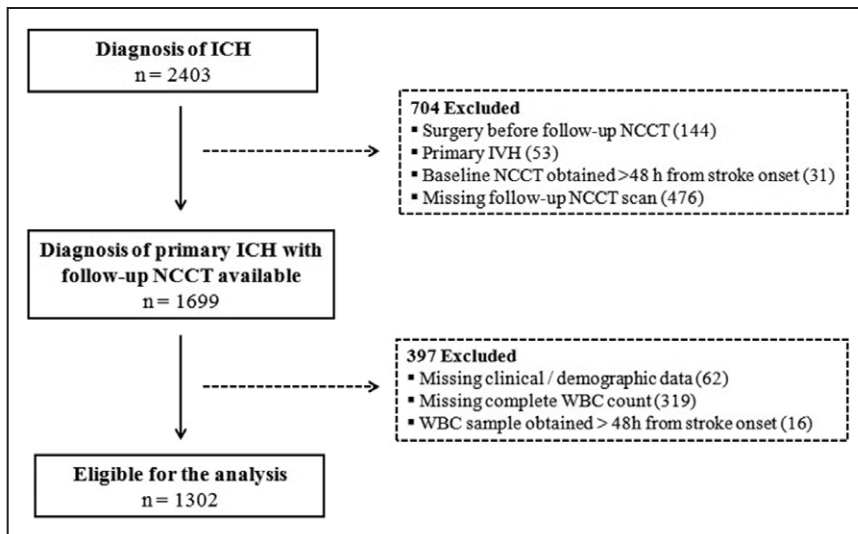 Diagnosis of ICH
n = 2403
704 Excluded
▪ Surgery before follow-up NCCT (144)
▪ Primary IVH (53)
▪ Baseline NCCT obtained >48 h from stroke onset (31)
▪ Missing follow-up NCCT scan (476)
Diagnosis of primary ICH with
follow-up NCCT available
n = 1699
397 Excluded
▪ Missing clinical / demographic data (62)
▪ Missing complete WBC count (319)
▪ WBC sample obtained > 48h from stroke onset (16)
Eligible for the analysis
n = 1302